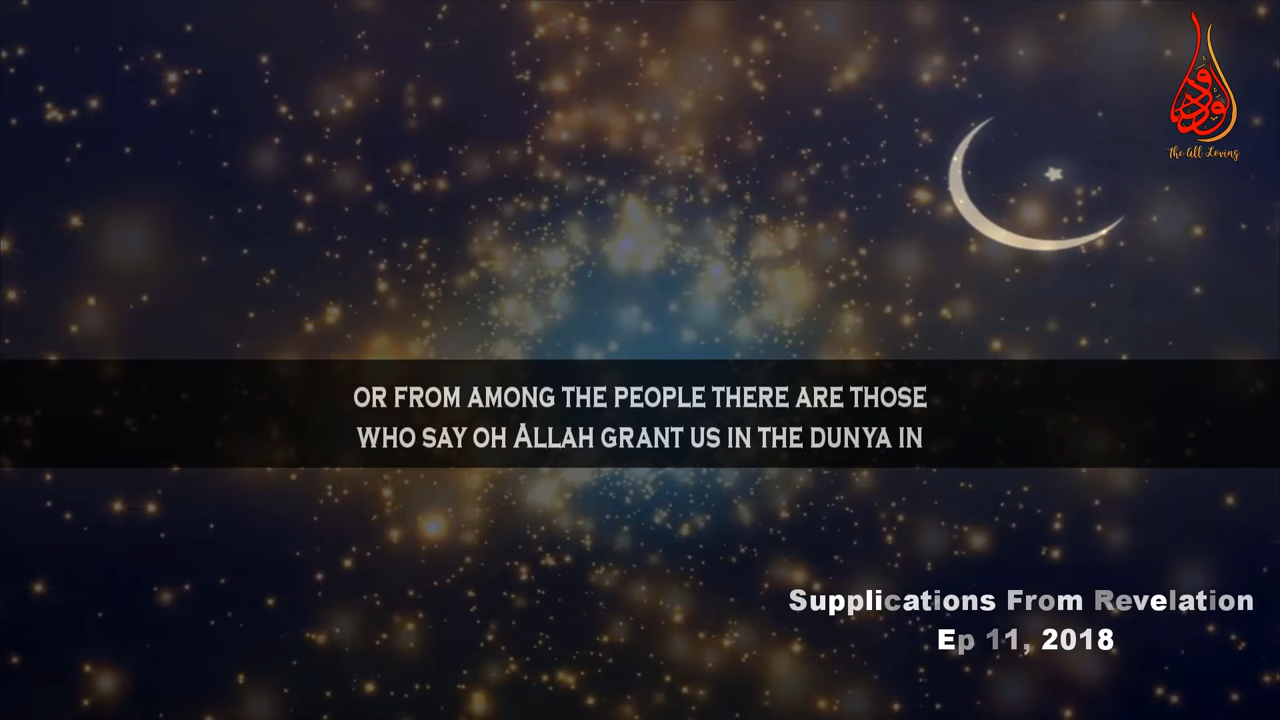 ودود
The All Loving
OR FROM AMONG THE PEOPLE THERE ARE THOSE
WHO SAY OH ALLAH GRANT US IN THE DUNYA IN
Supplications From Revelation
Ep 11, 2018